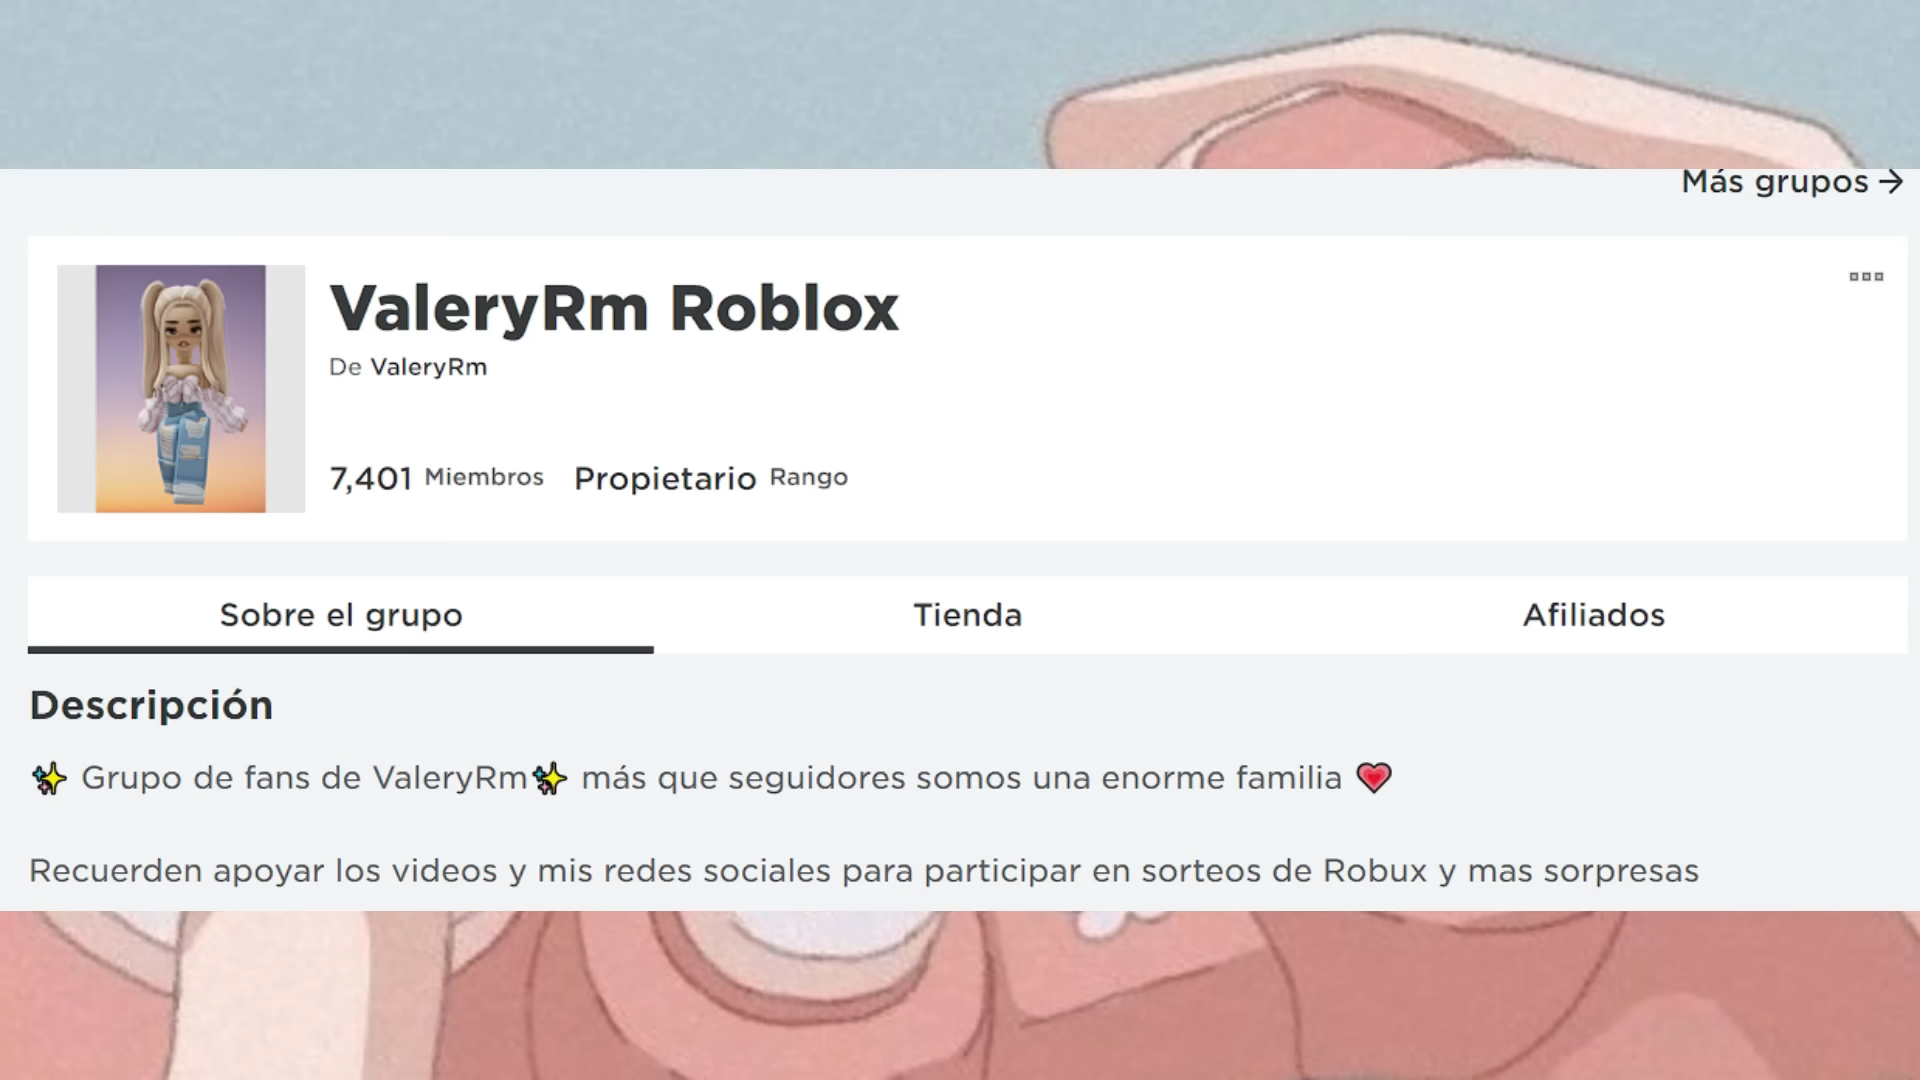 Más grupos →
ValeryRm Roblox
De ValeryRm
7,401 Miembros Propietario Rango
Sobre el grupo Tienda Afiliados
Descripción
✨ Grupo de fans de ValeryRm✨ más que seguidores somos una enorme familia 💗
Recuerden apoyar los videos y mis redes sociales para participar en sorteos de Robux y mas sorpresas